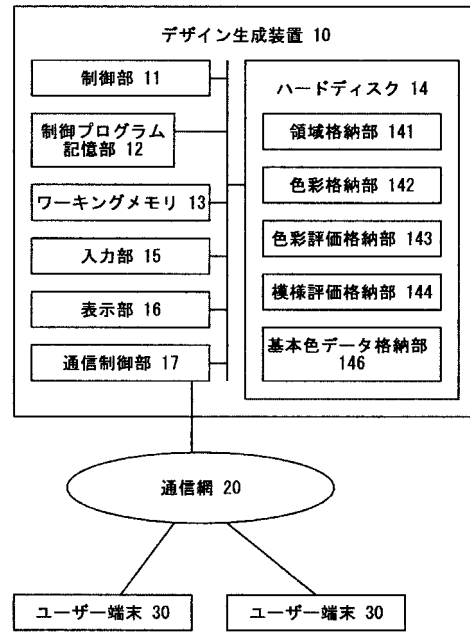 デザイン生成装置 10
制御部 11
制御プログラム
記憶部 12
ワーキングメモリ 13
入力部 15
表示部 16
通信制御部 17
ハードディスク 14
領域格納部 141
色彩格納部 142
色彩評価格納部 143
模様評価格納部 144
基本色データ格納部
146
通信網 20
ユーザー端末 30
ユーザー端末 30